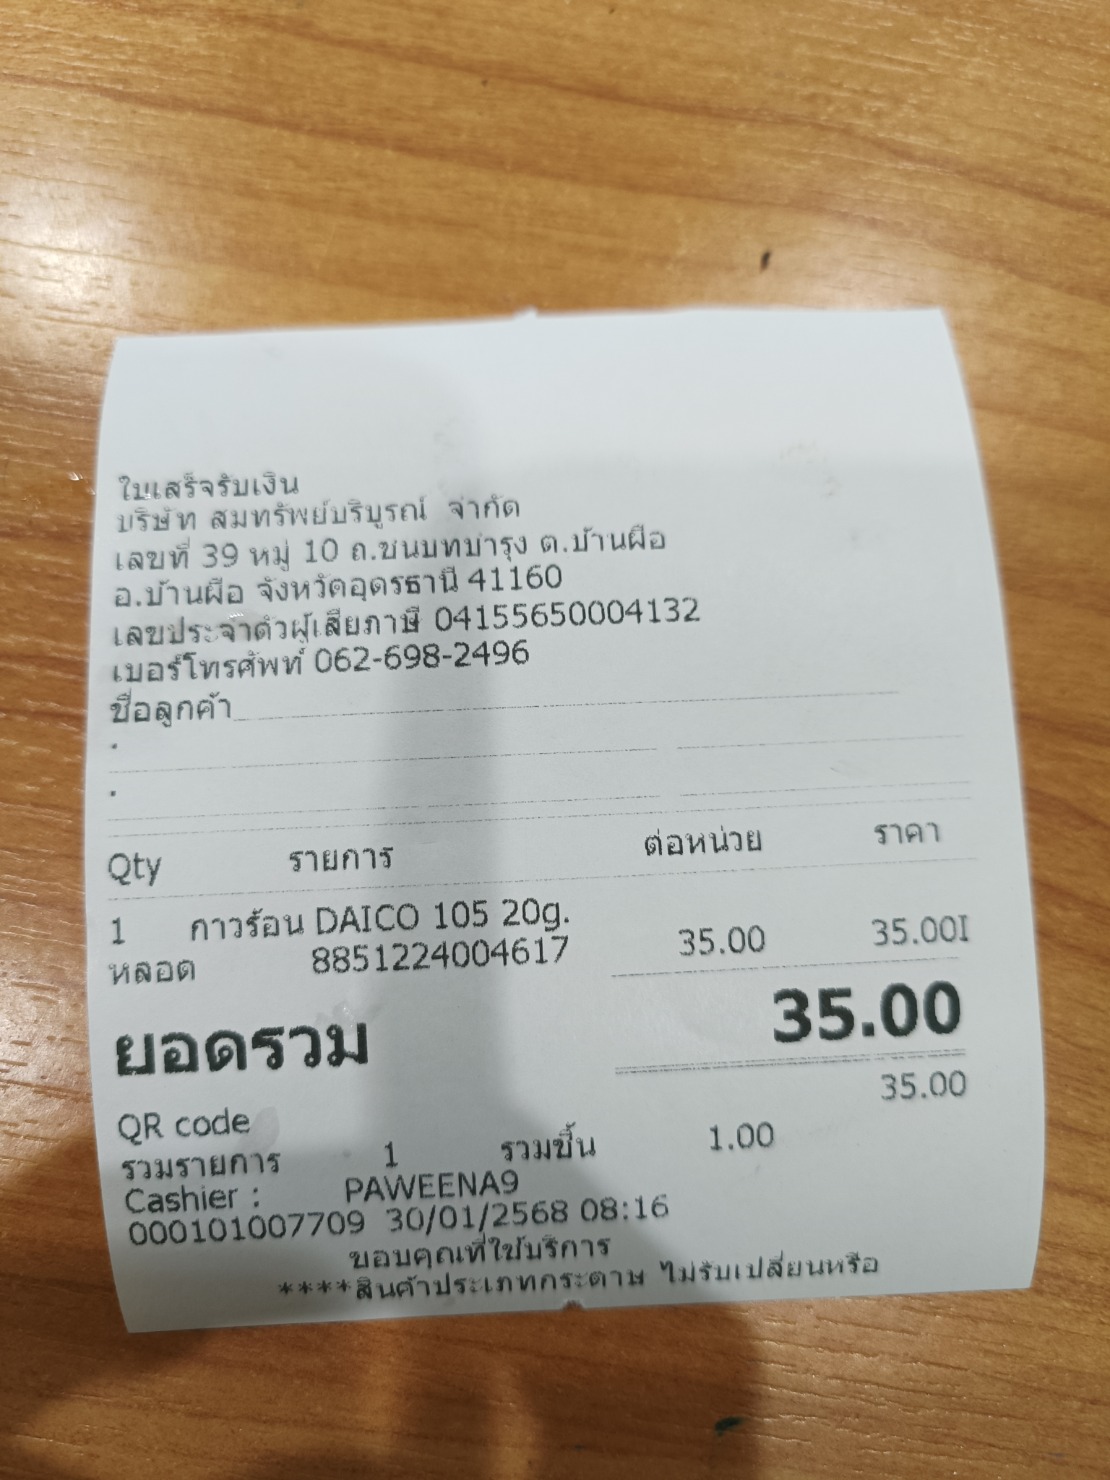 ใบเสร็จรับเงิน
บริษัท สมทรัพย์บริบูรณ์ จำกัด
เลขที่ 39 หมู่ 10 ถ.ชนบทบำรุง ต.บ้านผือ
อ.บ้านผือ จังหวัดอุดรธานี 41160
เลขประจำตัวผู้เสียภาษี 04155650004132
เบอร์โทรศัพท์ 062-698-2496
ชื่อลูกค้า
.
.
Qty รายการ ต่อหน่วย ราคา
1 กาวร้อน DAICO 105 20g.
หลอด 8851224004617 35.00 35.00I
ยอดรวม 35.00
QR code 35.00
รวมรายการ 1 รวมชิ้น 1.00
Cashier : PAWEENA9
000101007709 30/01/2568 08:16
ขอบคุณที่ใช้บริการ
****สินค้าประเภทกระดาษ ไม่รับเปลี่ยนหรือ